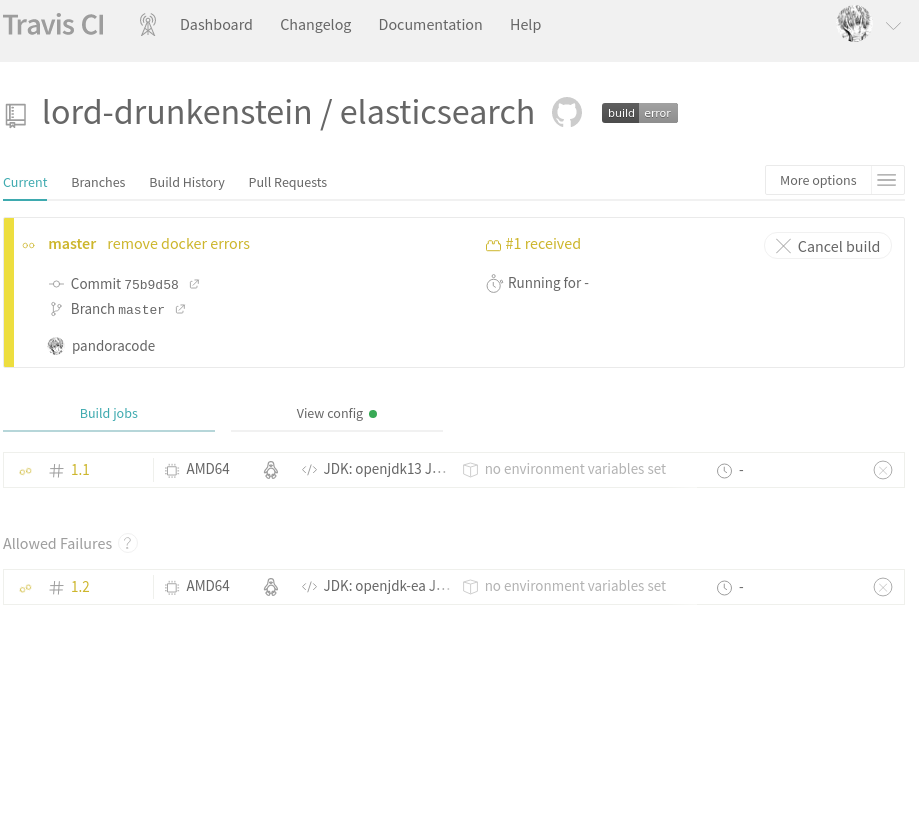 Travis CI Dashboard Changelog Documentation Help
lord-drunkenstein / elasticsearch build error
Current Branches Build History Pull Requests More options
master remove docker errors #1 received Cancel build
Commit 75b9d58 Running for -
Branch master
pandoracode
Build jobs View config
# 1.1 AMD64 </> JDK: openjdk13 J... no environment variables set -
Allowed Failures ?
# 1.2 AMD64 </> JDK: openjdk-ea J... no environment variables set -